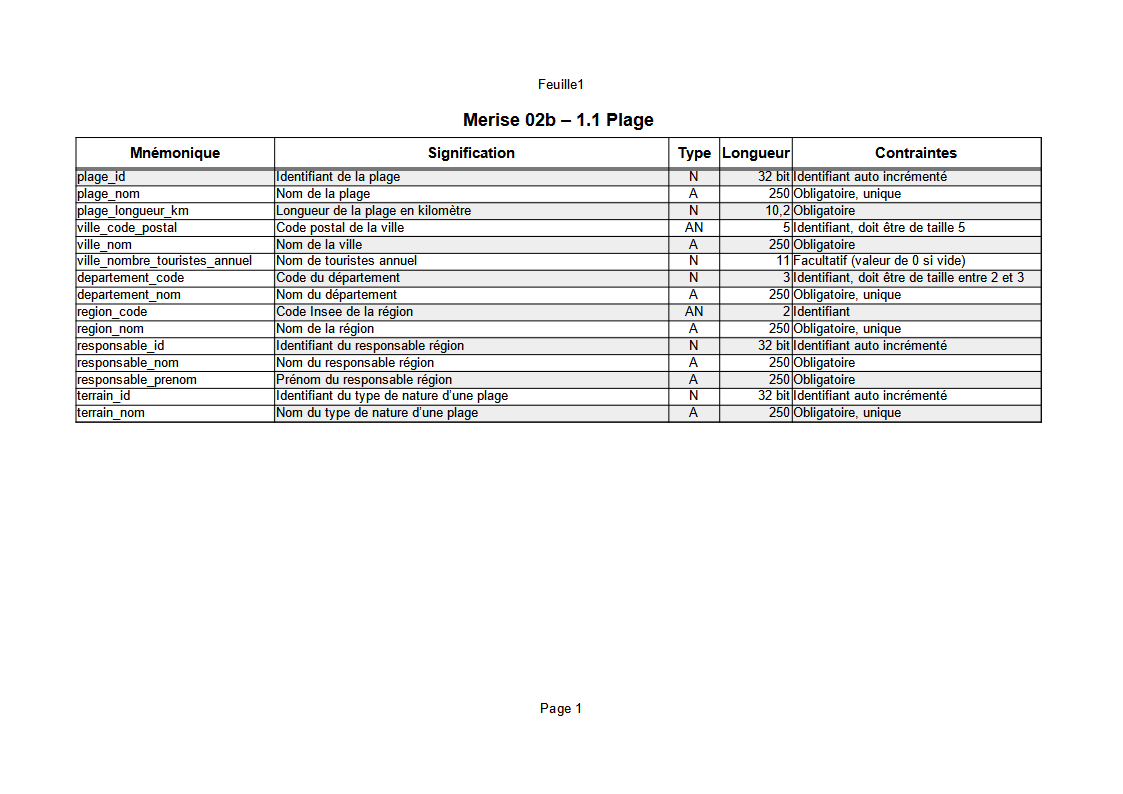 Feuille1
Merise 02b – 1.1 Plage
Mnémonique Signification Type Longueur Contraintes
plage_id Identifiant de la plage N 32 bit Identifiant auto incrémenté
plage_nom Nom de la plage A 250 Obligatoire, unique
plage_longueur_km Longueur de la plage en kilomètre N 10,2 Obligatoire
ville_code_postal Code postal de la ville AN 5 Identifiant, doit être de taille 5
ville_nom Nom de la ville A 250 Obligatoire
ville_nombre_touristes_annuel Nom de touristes annuel N 11 Facultatif (valeur de 0 si vide)
departement_code Code du département N 3 Identifiant, doit être de taille entre 2 et 3
departement_nom Nom du département A 250 Obligatoire, unique
region_code Code Insee de la région AN 2 Identifiant
region_nom Nom de la région A 250 Obligatoire, unique
responsable_id Identifiant du responsable région N 32 bit Identifiant auto incrémenté
responsable_nom Nom du responsable région A 250 Obligatoire
responsable_prenom Prénom du responsable région A 250 Obligatoire
terrain_id Identifiant du type de nature d'une plage N 32 bit Identifiant auto incrémenté
terrain_nom Nom du type de nature d'une plage A 250 Obligatoire, unique
Page 1